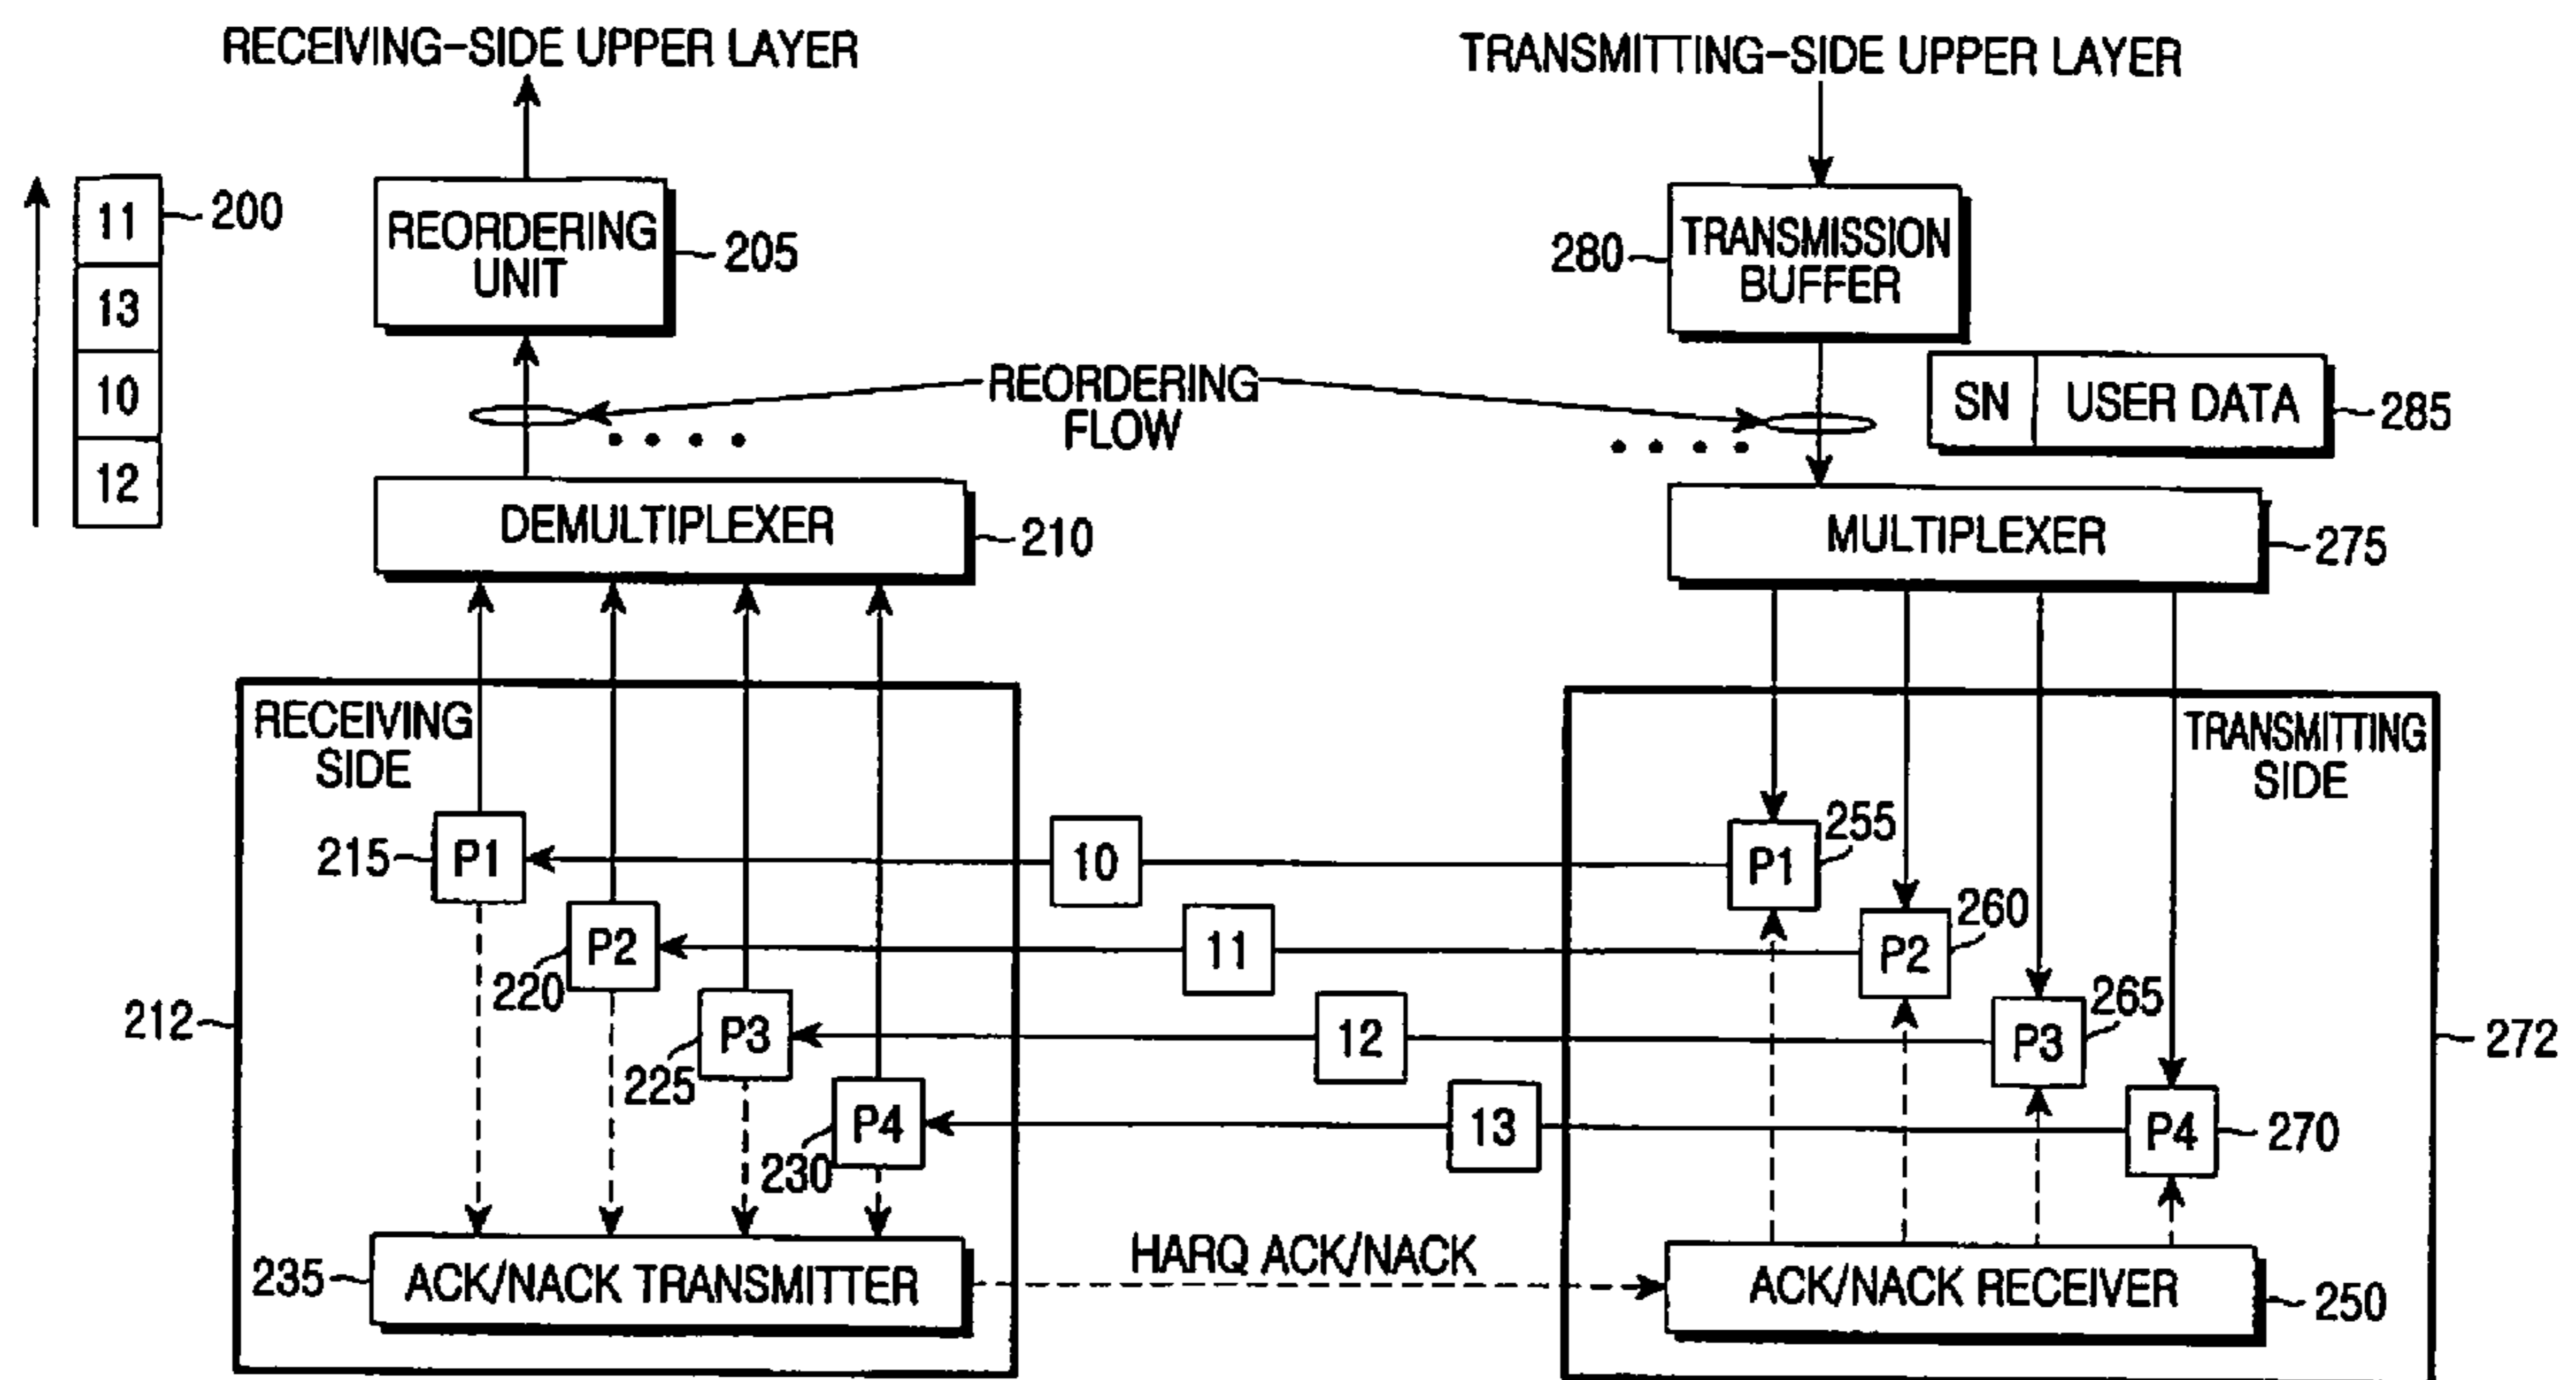 RECEIVING-SIDE UPPER LAYER
TRANSMITTING-SIDE UPPER LAYER
11
200
13
10
12
REORDERING
UNIT
205
280
TRANSMISSION
BUFFER
REORDERING
FLOW
SN
USER DATA
285
DEMULTIPLEXER
210
MULTIPLEXER
275
RECEIVING
SIDE
TRANSMITTING
SIDE
215
P1
10
P1
255
220
P2
11
P2
260
212
225
P3
12
P3
265
272
230
P4
13
P4
270
235
ACK/NACK TRANSMITTER
HARQ ACK/NACK
ACK/NACK RECEIVER
250